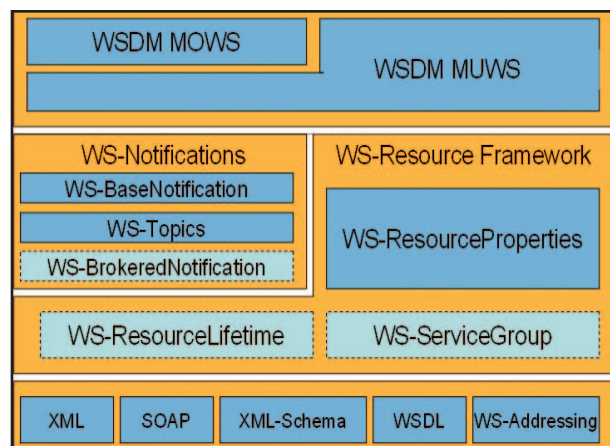 WSDM MOWS
WSDM MUWS
WS-Notifications
WS-BaseNotification
WS-Topics
WS-BrokeredNotification
WS-Resource Framework
WS-ResourceProperties
WS-ResourceLifetime
WS-ServiceGroup
XML
SOAP
XML-Schema
WSDL
WS-Addressing